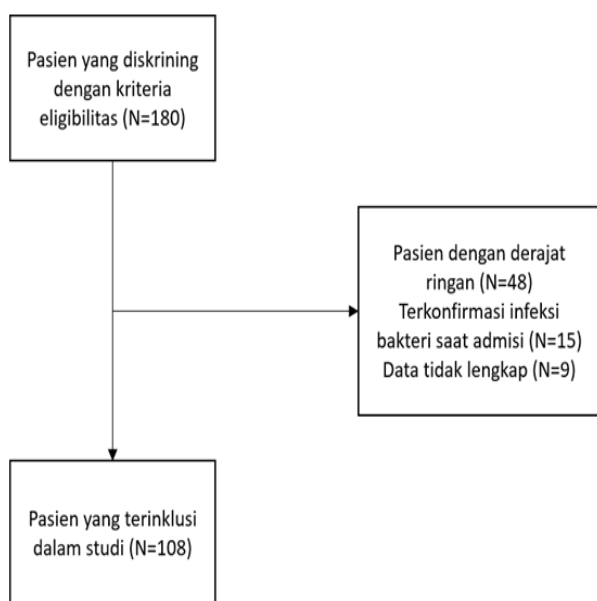 Pasien yang diskrining
dengan kriteria
eligibilitas (N=180)
Pasien dengan derajat
ringan (N=48)
Terkonfirmasi infeksi
bakteri saat admisi (N=15)
Data tidak lengkap (N=9)
Pasien yang terinklusi
dalam studi (N=108)